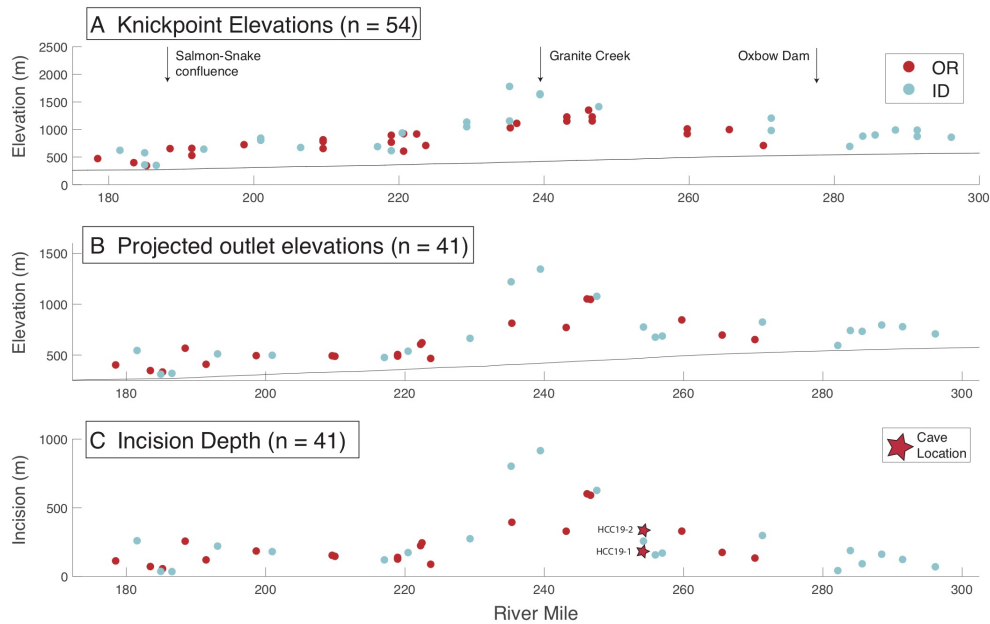 A Knickpoint Elevations (n = 54)
2500
2000
1500
1000
500
0
Elevation (m)
Salmon-Snake
confluence
Granite Creek
Oxbow Dam
OR
ID
180
200
220
240
260
280
300
B Projected outlet elevations (n = 41)
1500
1000
500
Elevation (m)
180
200
220
240
260
280
300
C Incision Depth (n = 41)
1000
500
0
Incision (m)
Cave
Location
HCC19-2
HCC19-1
180
200
220
240
260
280
300
River Mile